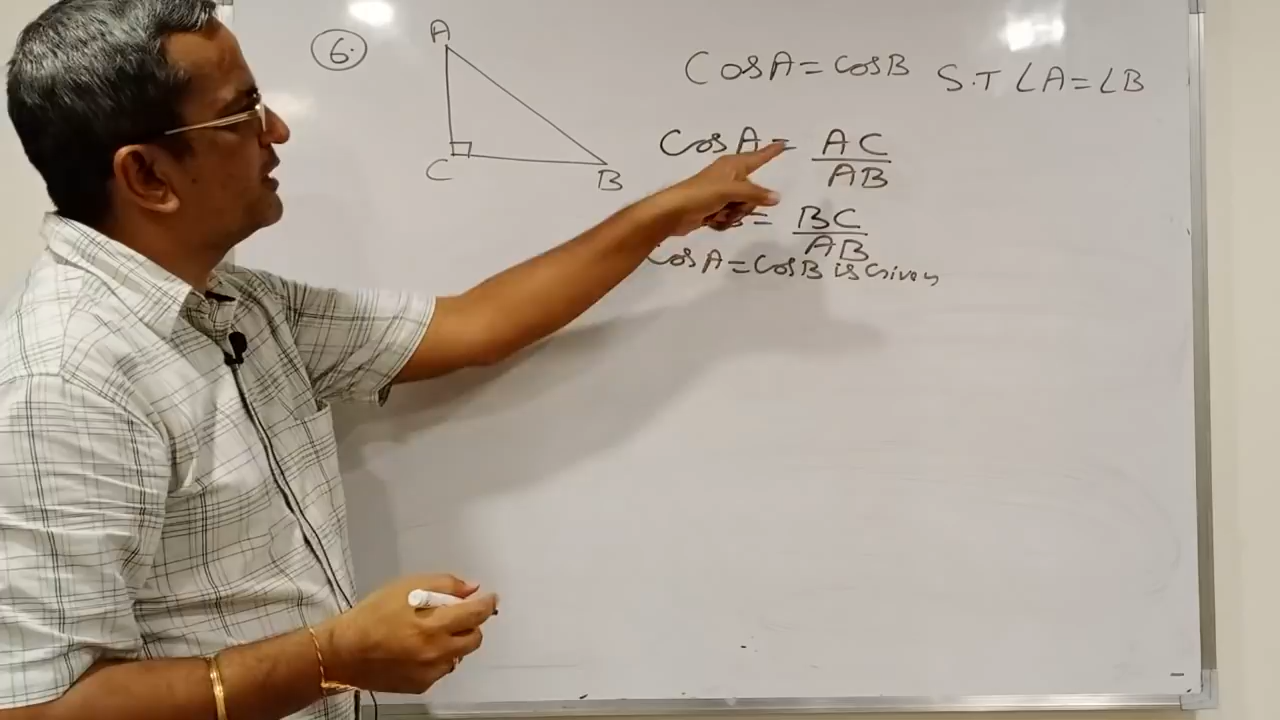 6.
A
C
B
CosA = cosB S.T ∠A = ∠B
CosA = AC
AB
B = BC
AB
CosA = CosB is Given